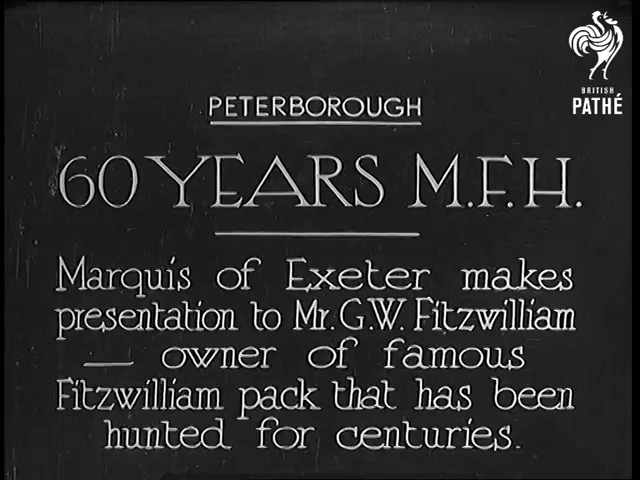 BRITISH
PATHÉ
PETERBOROUGH
60 YEARS M.F.H.
Marquis of Exeter makes
presentation to Mr. G.W. Fitzwilliam
— owner of famous
Fitzwilliam pack that has been
hunted for centuries.